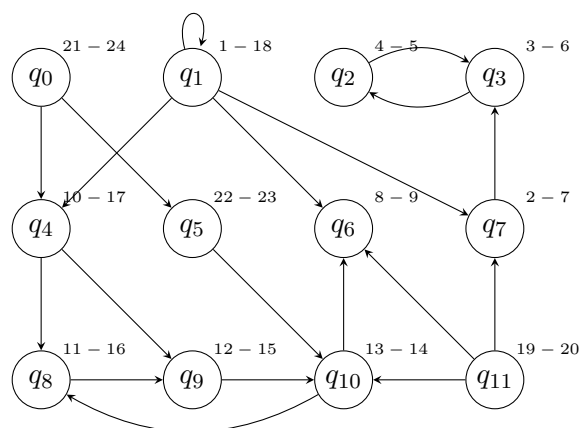 21 − 24 1 − 18 4 − 5 3 − 6
q0 q1 q2 q3
10 − 17 22 − 23 8 − 9 2 − 7
q4 q5 q6 q7
11 − 16 12 − 15 13 − 14 19 − 20
q8 q9 q10 q11